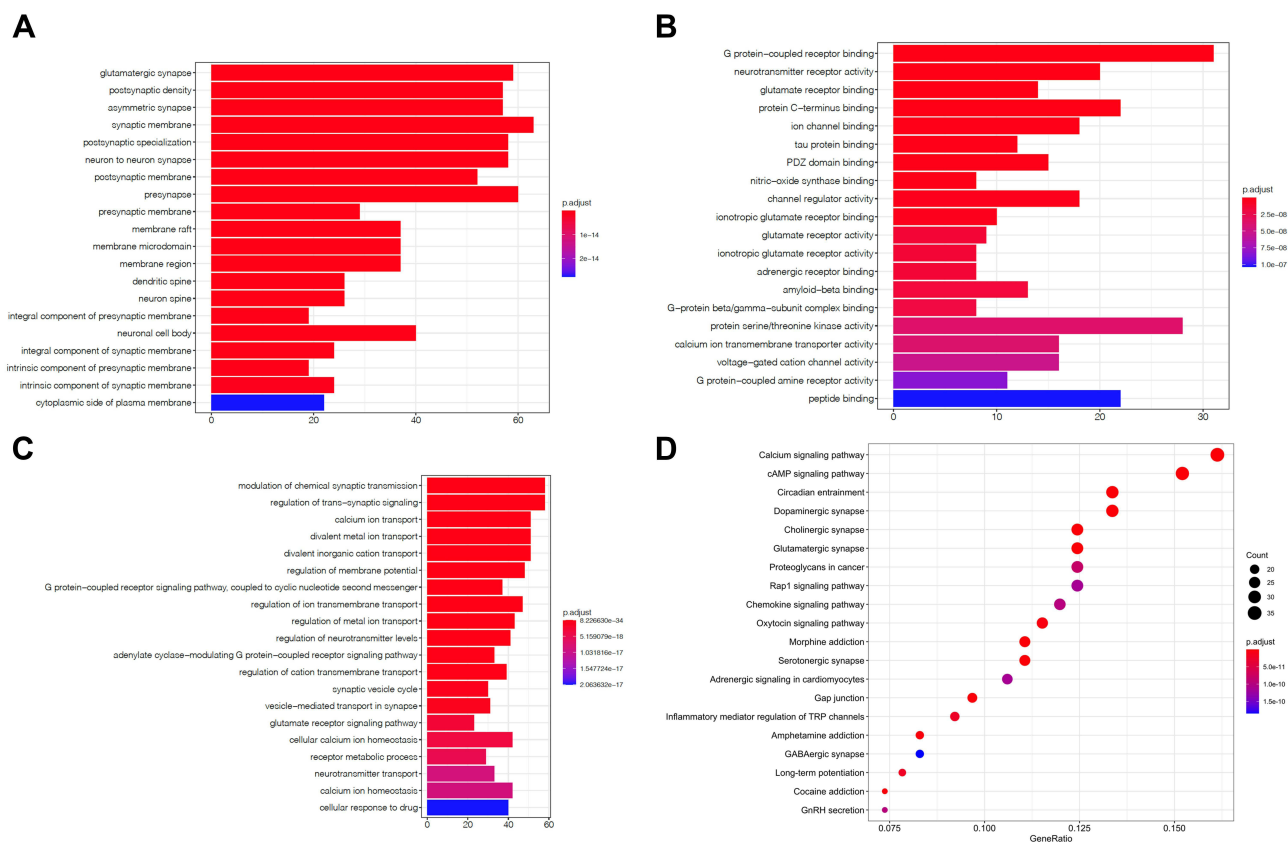 A
glutamatergic synapse
postsynaptic density
asymmetric synapse
synaptic membrane
postsynaptic specialization
neuron to neuron synapse
postsynaptic membrane
presynapse
presynaptic membrane
membrane raft
membrane microdomain
membrane region
dendritic spine
neuron spine
integral component of presynaptic membrane
neuronal cell body
integral component of synaptic membrane
intrinsic component of presynaptic membrane
intrinsic component of synaptic membrane
cytoplasmic side of plasma membrane
0 20 40 60
p.adjust
1e−14
2e−14
B
G protein−coupled receptor binding
neurotransmitter receptor activity
glutamate receptor binding
protein C−terminus binding
ion channel binding
tau protein binding
PDZ domain binding
nitric−oxide synthase binding
channel regulator activity
ionotropic glutamate receptor binding
glutamate receptor activity
ionotropic glutamate receptor activity
adrenergic receptor binding
amyloid−beta binding
G−protein beta/gamma−subunit complex binding
protein serine/threonine kinase activity
calcium ion transmembrane transporter activity
voltage−gated cation channel activity
G protein−coupled amine receptor activity
peptide binding
0 10 20 30
p.adjust
2.5e−08
5.0e−08
7.5e−08
1.0e−07
C
modulation of chemical synaptic transmission
regulation of trans−synaptic signaling
calcium ion transport
divalent metal ion transport
divalent inorganic cation transport
regulation of membrane potential
G protein−coupled receptor signaling pathway, coupled to cyclic nucleotide second messenger
regulation of ion transmembrane transport
regulation of metal ion transport
regulation of neurotransmitter levels
adenylate cyclase−modulating G protein−coupled receptor signaling pathway
regulation of cation transmembrane transport
synaptic vesicle cycle
vesicle−mediated transport in synapse
glutamate receptor signaling pathway
cellular calcium ion homeostasis
receptor metabolic process
neurotransmitter transport
calcium ion homeostasis
cellular response to drug
0 20 40 60
p.adjust
8.226630e−34
5.159079e−18
1.031816e−17
1.547724e−17
2.063632e−17
D
Calcium signaling pathway
cAMP signaling pathway
Circadian entrainment
Dopaminergic synapse
Cholinergic synapse
Glutamatergic synapse
Proteoglycans in cancer
Rap1 signaling pathway
Chemokine signaling pathway
Oxytocin signaling pathway
Morphine addiction
Serotonergic synapse
Adrenergic signaling in cardiomyocytes
Gap junction
Inflammatory mediator regulation of TRP channels
Amphetamine addiction
GABAergic synapse
Long−term potentiation
Cocaine addiction
GnRH secretion
0.075 0.100 0.125 0.150
GeneRatio
Count
20
25
30
35
p.adjust
5.0e−11
1.0e−10
1.5e−10